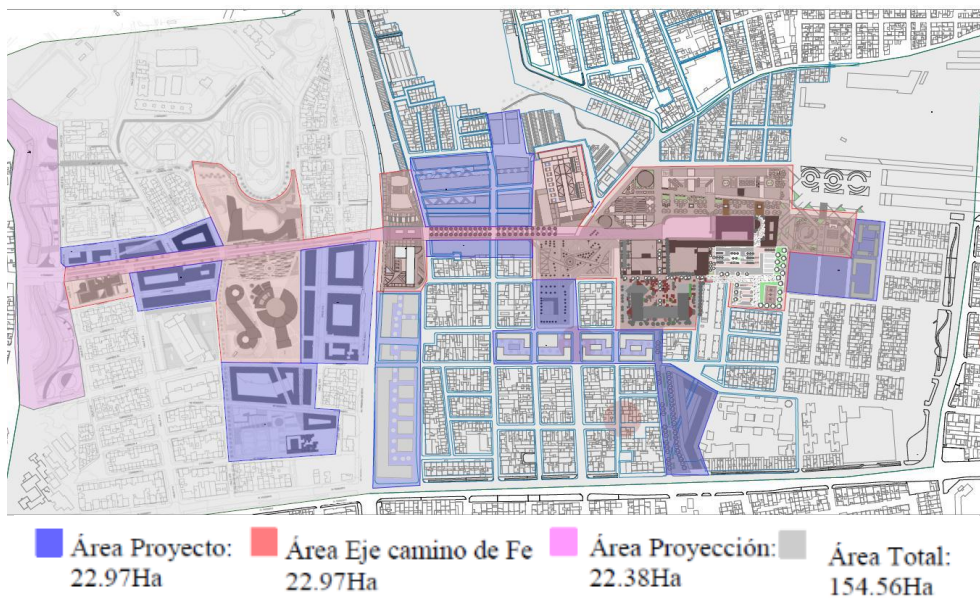 Área Proyecto:
22.97Ha
Área Eje camino de Fe
22.97Ha
Área Proyección:
22.38Ha
Área Total:
154.56Ha